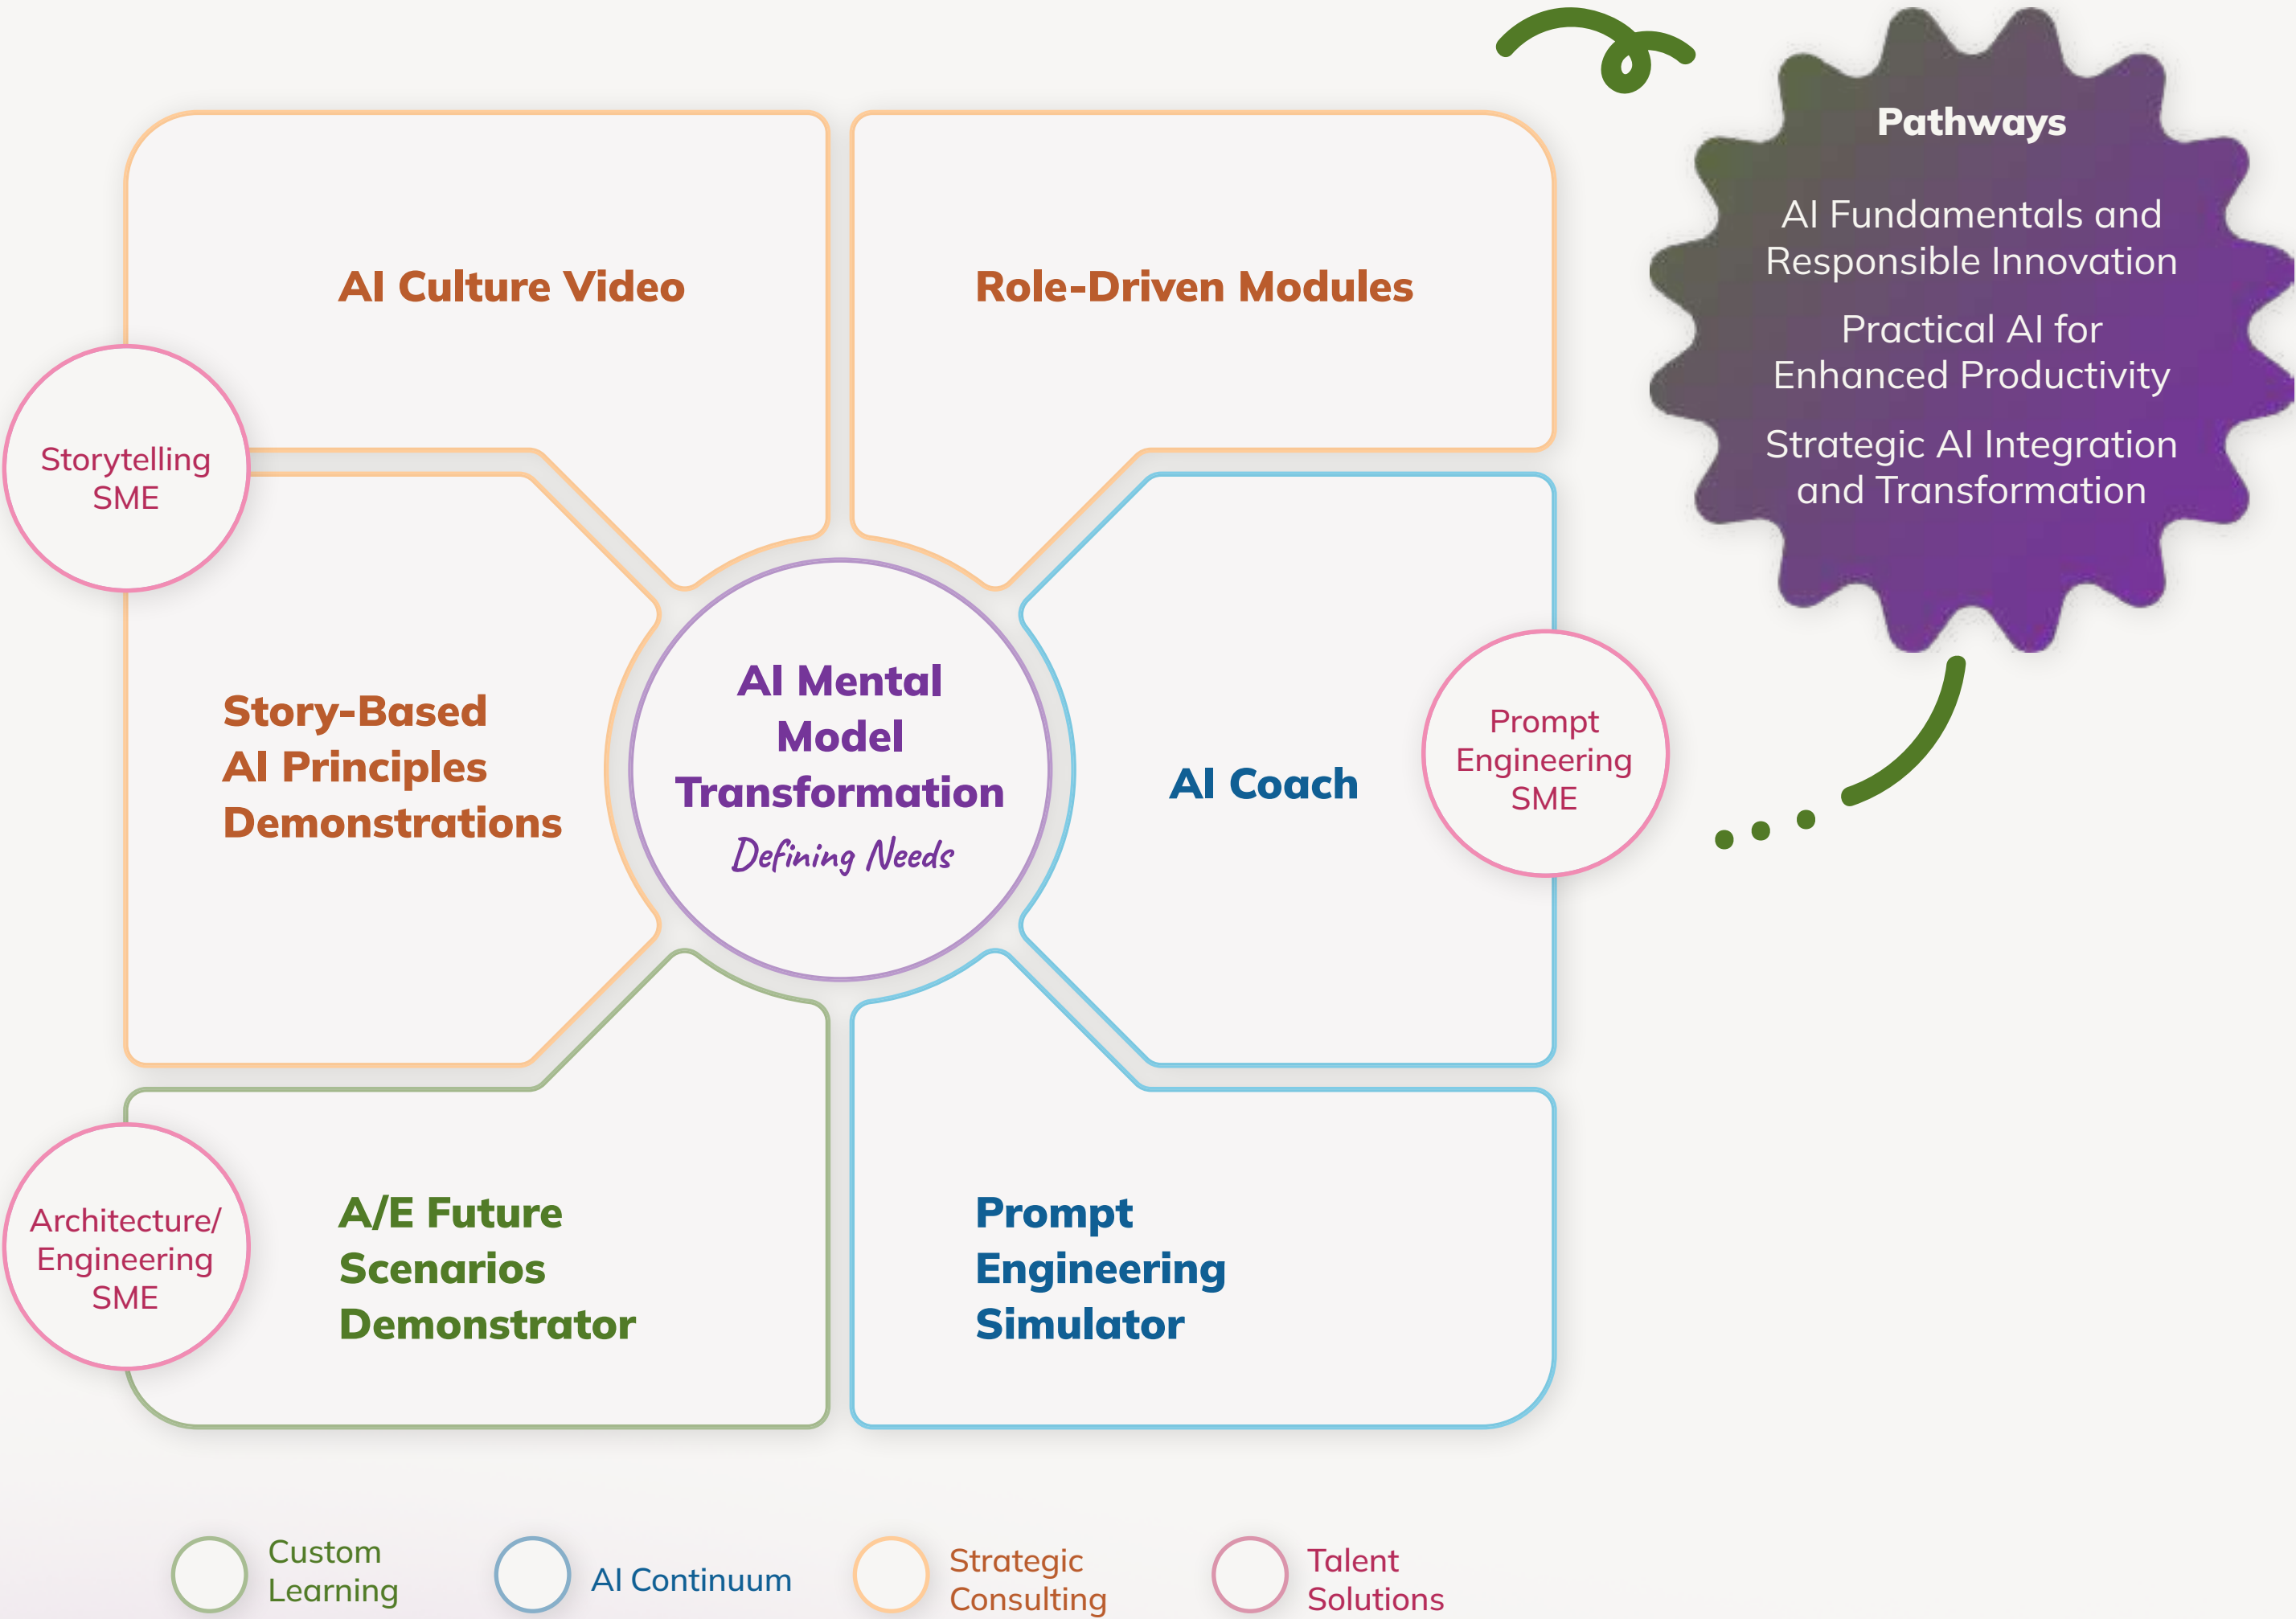 Pathways
AI Fundamentals and
Responsible Innovation
Practical AI for
Enhanced Productivity
Strategic AI Integration
and Transformation
AI Culture Video
Role-Driven Modules
Storytelling
SME
Story-Based
AI Principles
Demonstrations
AI Mental
Model
Transformation
Defining Needs
AI Coach
Prompt
Engineering
SME
Architecture/
Engineering
SME
A/E Future
Scenarios
Demonstrator
Prompt
Engineering
Simulator
Custom
Learning
AI Continuum
Strategic
Consulting
Talent
Solutions